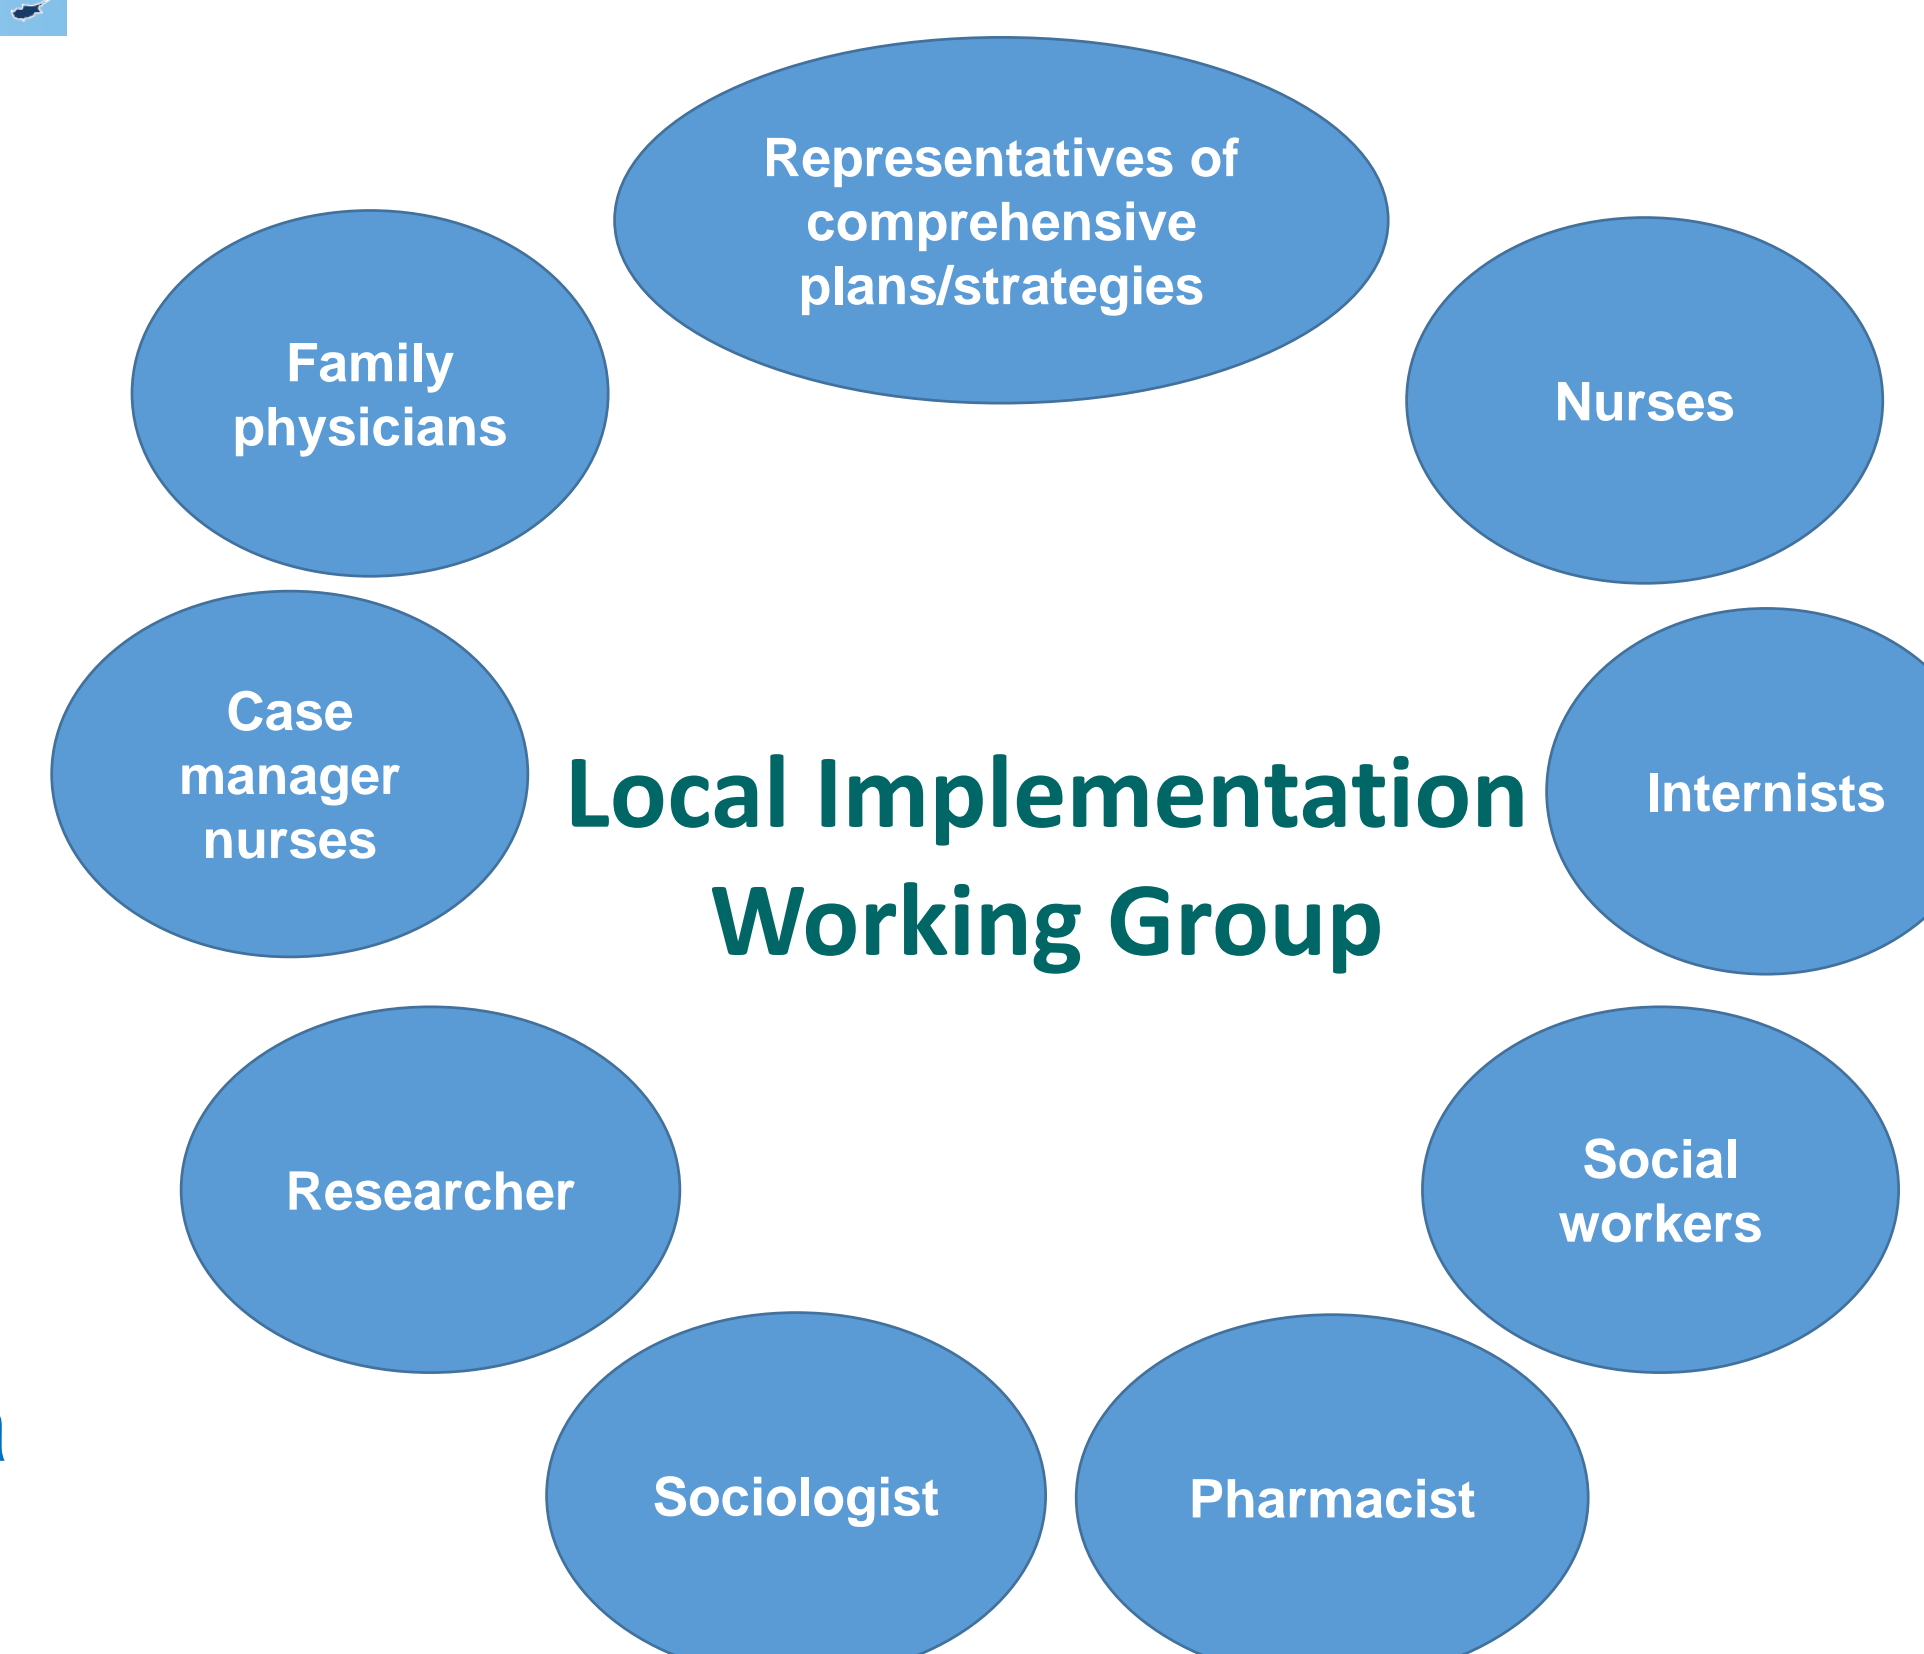 Representatives of
comprehensive
plans/strategies
Family
physicians
Nurses
Case
manager
nurses
Local Implementation
Working Group
Internists
Researcher
Social
workers
Sociologist
Pharmacist